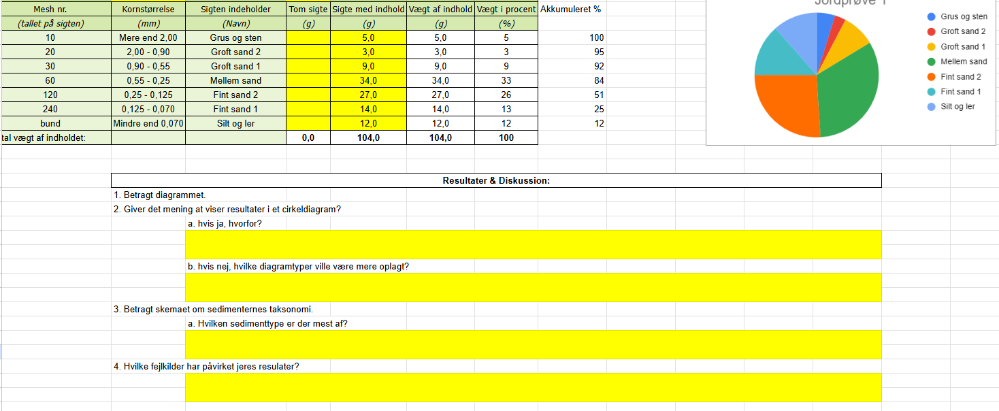 Mesh nr. Kornstørrelse Sigten indeholder Tom sigte Sigte med indhold Vægt af indhold Vægt i procent Akkumuleret %
(tallet på sigten) (mm) (Navn) (g) (g) (g) (%)
10 Mere end 2,00 Grus og sten 5,0 5,0 5 100
20 2,00 - 0,90 Groft sand 2 3,0 3,0 3 95
30 0,90 - 0,55 Groft sand 1 9,0 9,0 9 92
60 0,55 - 0,25 Mellem sand 34,0 34,0 33 84
120 0,25 - 0,125 Fint sand 2 27,0 27,0 26 51
240 0,125 - 0,070 Fint sand 1 14,0 14,0 13 25
bund Mindre end 0,070 Silt og ler 12,0 12,0 12 12
tal vægt af indholdet: 0,0 104,0 104,0 100
Jordprøve 1
Grus og sten
Groft sand 2
Groft sand 1
Mellem sand
Fint sand 2
Fint sand 1
Silt og ler
Resultater & Diskussion:
1. Betragt diagrammet.
2. Giver det mening at viser resultater i et cirkeldiagram?
a. hvis ja, hvorfor?
b. hvis nej, hvilke diagramtyper ville være mere oplagt?
3. Betragt skemaet om sedimenternes taksonomi.
a. Hvilken sedimenttype er der mest af?
4. Hvilke fejlkilder har påvirket jeres resulater?